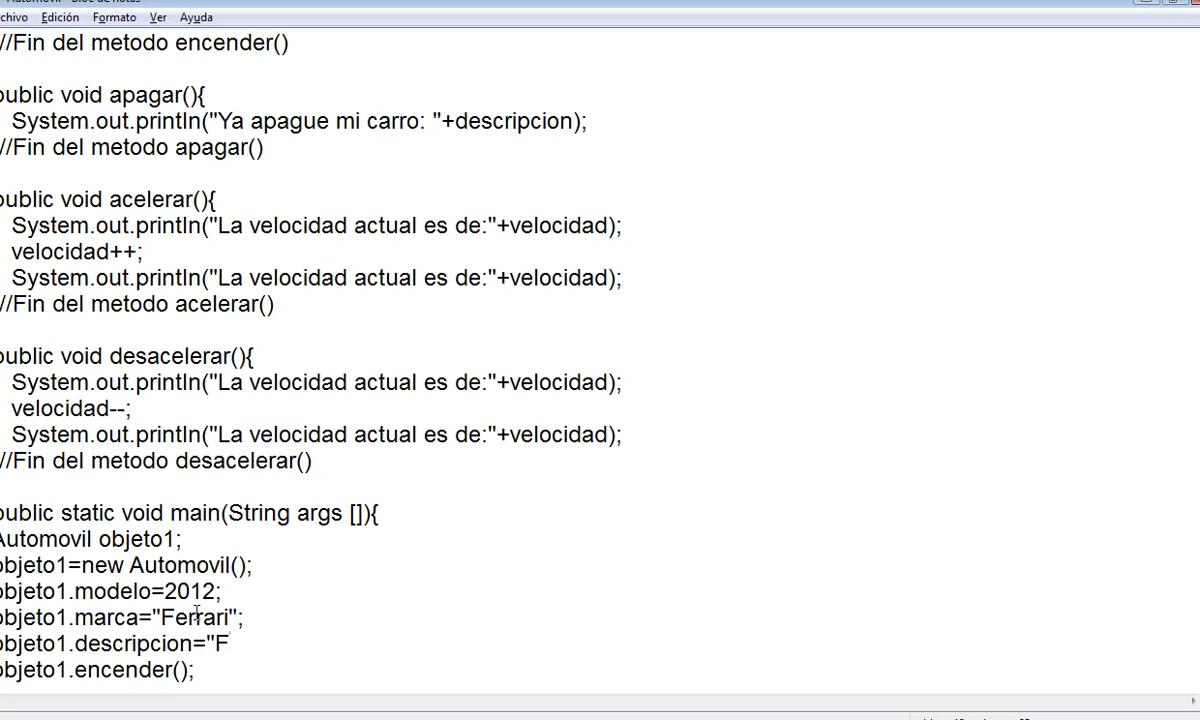 chivo Edición Formato Ver Ayuda
//Fin del metodo encender()
public void apagar(){
System.out.println("Ya apague mi carro: "+descripcion);
//Fin del metodo apagar()
public void acelerar(){
System.out.println("La velocidad actual es de:"+velocidad);
velocidad++;
System.out.println("La velocidad actual es de:"+velocidad);
//Fin del metodo acelerar()
public void desacelerar(){
System.out.println("La velocidad actual es de:"+velocidad);
velocidad--;
System.out.println("La velocidad actual es de:"+velocidad);
//Fin del metodo desacelerar()
public static void main(String args []){
Automovil objeto1;
objeto1=new Automovil();
objeto1.modelo=2012;
objeto1.marca="Ferrari";
objeto1.descripcion="F
objeto1.encender();